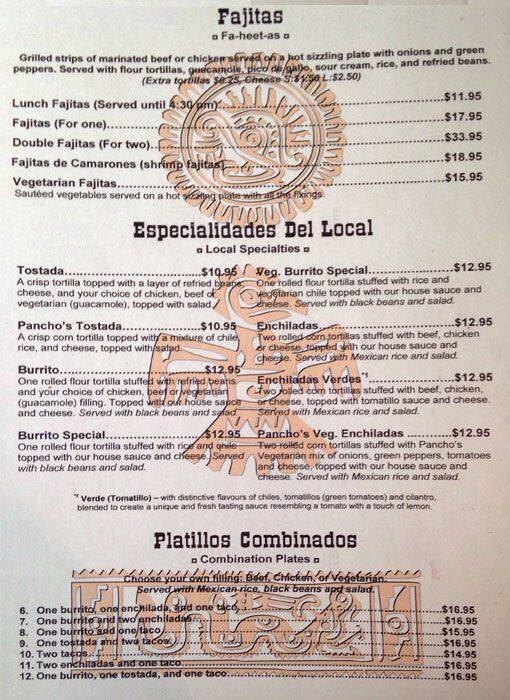 Fajitas
¤ Fa-heet-as ¤
Grilled strips of marinated beef or chicken served on a hot sizzling plate with onions and green
peppers. Served with flour tortillas, guacamole, pico de gallo, sour cream, rice, and refried beans.
(Extra tortillas $0.25, Cheese S:$1.50 L:$2.50)
Lunch Fajitas (Served until 4:30 pm)...$11.95
Fajitas (For one)...$17.95
Double Fajitas (For two)...$33.95
Fajitas de Camarones (shrimp fajitas)...$18.95
Vegetarian Fajitas...$15.95
Sautéed vegetables served on a hot sizzling plate with all the fixings.
Especialidades Del Local
¤ Local Specialties ¤
Tostada...$10.95
A crisp tortilla topped with a layer of refried beans,
cheese, and your choice of chicken, beef or
vegetarian (guacamole), topped with salad.
Pancho's Tostada...$10.95
A crisp corn tortilla topped with a mixture of chile
rice, and cheese, topped with salad.
Burrito...$12.95
One rolled flour tortilla stuffed with refried beans
and your choice of chicken, beef or vegetarian
(guacamole) filling. Topped with our house sauce
and cheese. Served with black beans and salad.
Burrito Special...$12.95
One rolled flour tortilla stuffed with rice and chile
topped with our house sauce and cheese. Served
with black beans and salad.
Veg. Burrito Special...$12.95
One rolled flour tortilla stuffed with rice and
vegetarian chile topped with our house sauce and
cheese. Served with black beans and salad.
Enchiladas...$12.95
Two rolled corn tortillas stuffed with beef, chicken
or cheese, topped with our house sauce and
cheese. Served with Mexican rice and salad.
Enchiladas Verdes*¹...$12.95
Two rolled corn tortillas stuffed with beef, chicken,
or cheese, topped with tomatillo sauce and cheese.
Served with Mexican rice and salad.
Pancho's Veg. Enchiladas...$12.95
Two rolled corn tortillas stuffed with Pancho's
Vegetarian mix of onions, green peppers, tomatoes
and cheese, topped with our house sauce and
cheese. Served with Mexican rice and salad.
*¹ Verde (Tomatillo) – with distinctive flavours of chiles, tomatillos (green tomatoes) and cilantro,
blended to create a unique and fresh tasting sauce resembling a tomato with a touch of lemon.
Platillos Combinados
¤ Combination Plates ¤
Choose your own filling: Beef, Chicken, or Vegetarian.
Served with Mexican rice, black beans and salad.
6. One burrito, one enchilada, and one taco...$16.95
7. One burrito and two enchiladas...$16.95
8. One burrito and one taco...$15.95
9. One tostada and two tacos...$16.95
10. Two tacos...$14.95
11. Two enchiladas and one taco...$16.95
12. One burrito, one tostada, and one taco...$16.95